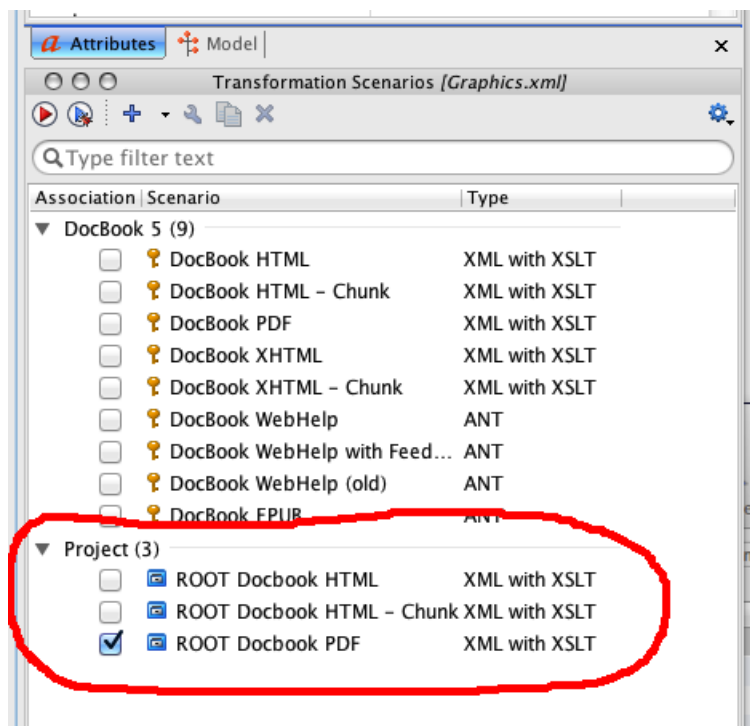 a Attributes Model
Transformation Scenarios [Graphics.xml]
Type filter text
Association Scenario Type
DocBook 5 (9)
DocBook HTML XML with XSLT
DocBook HTML - Chunk XML with XSLT
DocBook PDF XML with XSLT
DocBook XHTML XML with XSLT
DocBook XHTML - Chunk XML with XSLT
DocBook WebHelp ANT
DocBook WebHelp with Feed... ANT
DocBook WebHelp (old) ANT
DocBook EPUB ANT
Project (3)
ROOT Docbook HTML XML with XSLT
ROOT Docbook HTML - Chunk XML with XSLT
ROOT Docbook PDF XML with XSLT